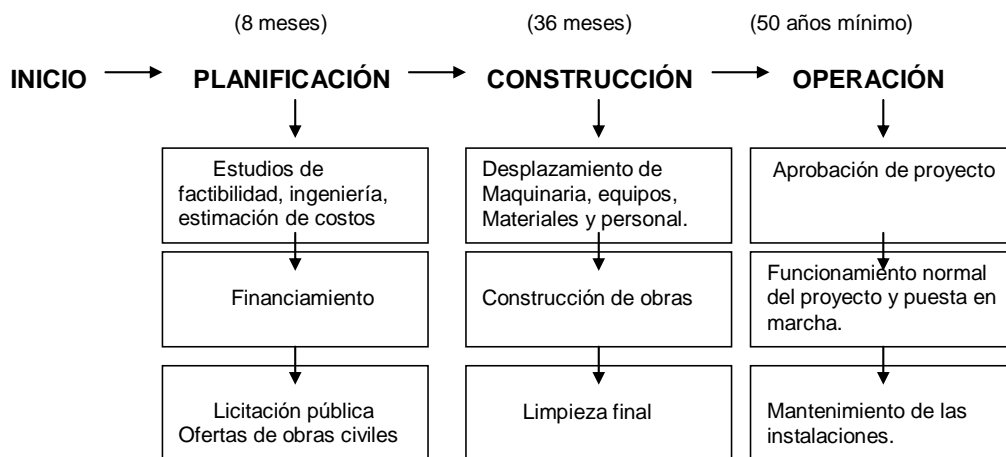 (8 meses) (36 meses) (50 años mínimo)
INICIO PLANIFICACIÓN CONSTRUCCIÓN OPERACIÓN
Estudios de
factibilidad, ingeniería,
estimación de costos
Desplazamiento de
Maquinaria, equipos,
Materiales y personal.
Aprobación de proyecto
Financiamiento
Construcción de obras
Funcionamiento normal
del proyecto y puesta en
marcha.
Licitación pública
Ofertas de obras civiles
Limpieza final
Mantenimiento de las
instalaciones.